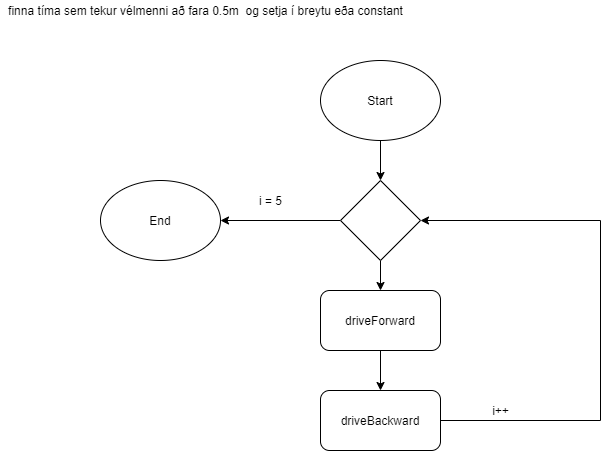 finna tíma sem tekur vélmenni að fara 0.5m  og setja í breytu eða constant
Start
i = 5
End
driveForward
driveBackward
i++